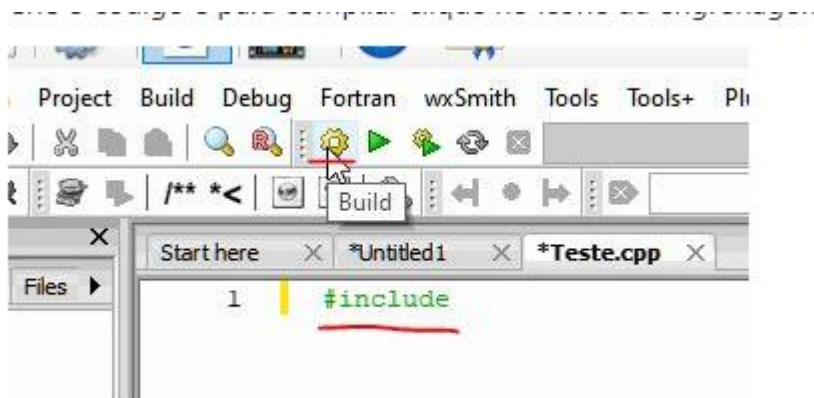 Project Build Debug Fortran wxSmith Tools Tools+
/** *<
Build
Start here *Untitled1 *Teste.cpp
Files
1 #include